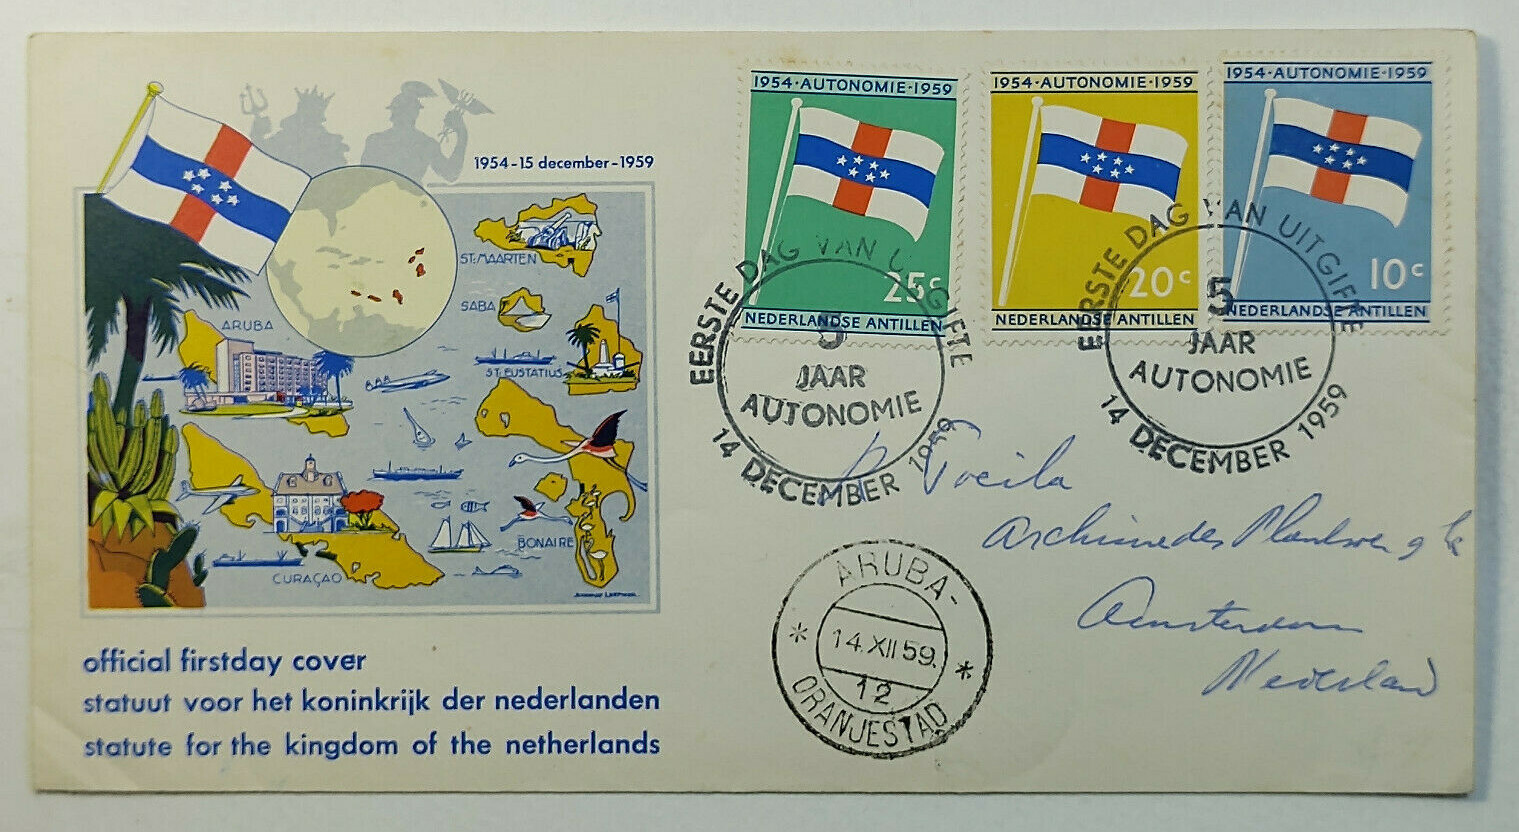 1954-15 december-1959
ST. MAARTEN
SABA
ARUBA
ST. EUSTATIUS
BONAIRE
CURAÇAO
official firstday cover
statuut voor het koninkrijk der nederlanden
statute for the kingdom of the netherlands
1954·AUTONOMIE·1959
25c
NEDERLANDSE ANTILLEN
1954·AUTONOMIE·1959
20c
NEDERLANDSE ANTILLEN
1954·AUTONOMIE·1959
10c
NEDERLANDSE ANTILLEN
EERSTE DAG VAN UITGIFTE
5
JAAR
AUTONOMIE
14 DECEMBER 1959
EERSTE DAG VAN UITGIFTE
5
JAAR
AUTONOMIE
14 DECEMBER 1959
ARUBA-
14.XII 59.
12
* ORANJESTAD *
Archimedes
Amsterdam
Nederland